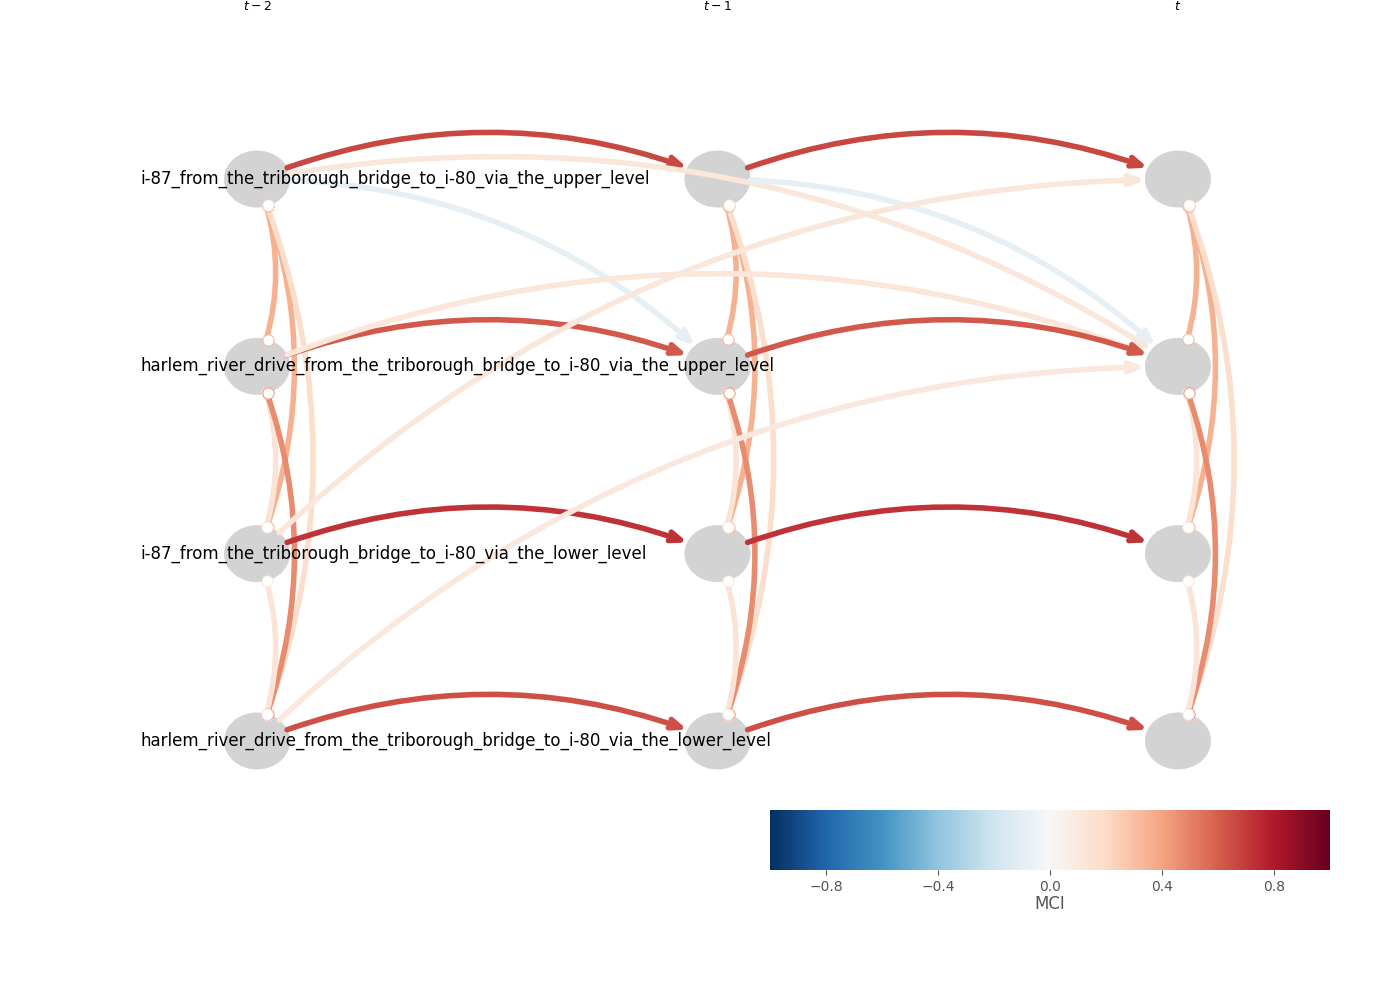 t − 2 t − 1 t
i-87_from_the_triborough_bridge_to_i-80_via_the_upper_level
harlem_river_drive_from_the_triborough_bridge_to_i-80_via_the_upper_level
i-87_from_the_triborough_bridge_to_i-80_via_the_lower_level
harlem_river_drive_from_the_triborough_bridge_to_i-80_via_the_lower_level
−0.8 −0.4 0.0 0.4 0.8
MCI